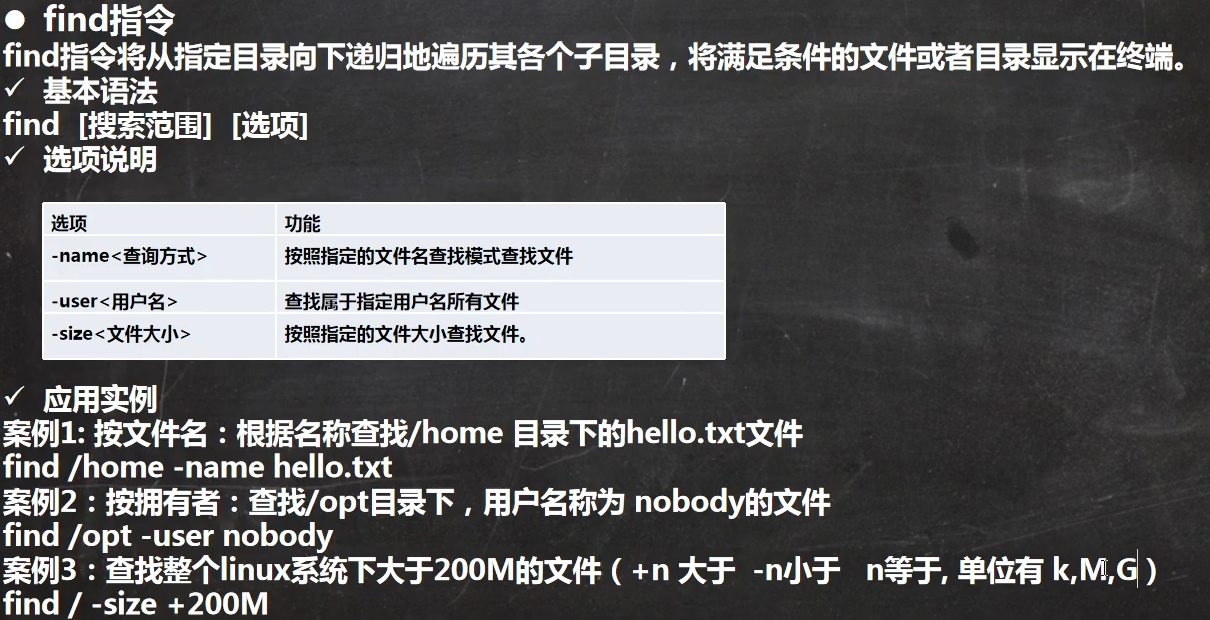 ● find指令
find指令将从指定目录向下递归地遍历其各个子目录，将满足条件的文件或者目录显示在终端。
✓ 基本语法
find [搜索范围] [选项]
✓ 选项说明
选项 功能
-name<查询方式> 按照指定的文件名查找模式查找文件
-user<用户名> 查找属于指定用户名所有文件
-size<文件大小> 按照指定的文件大小查找文件。
✓ 应用实例
案例1: 按文件名：根据名称查找/home 目录下的hello.txt文件
find /home -name hello.txt
案例2：按拥有者：查找/opt目录下，用户名称为 nobody的文件
find /opt -user nobody
案例3：查找整个linux系统下大于200M的文件（+n 大于 -n小于 n等于, 单位有 k,M,G）
find / -size +200M